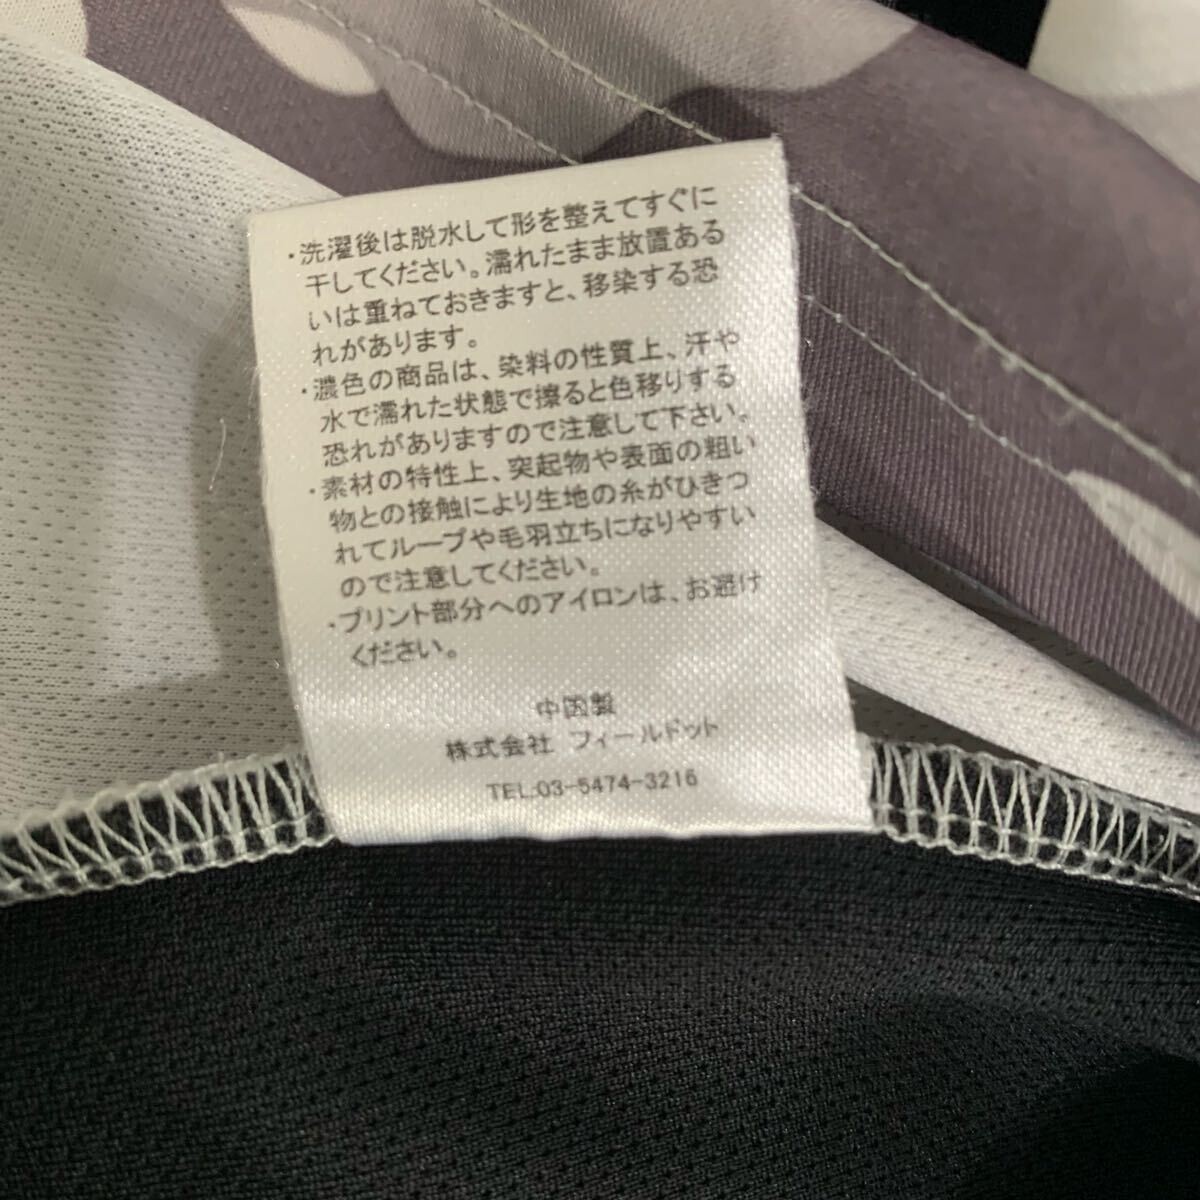 ・洗濯後は脱水して形を整えてすぐに
干してください。濡れたまま放置ある
いは重ねておきますと、移染する恐
れがあります。
・濃色の商品は、染料の性質上、汗や
水で濡れた状態で擦ると色移りする
恐れがありますので注意して下さい。
・素材の特性上、突起物や表面の粗い
物との接触により生地の糸がひきつ
れてループや毛羽立ちになりやすい
ので注意してください。
・プリント部分へのアイロンは、お避け
ください。
中国製
株式会社 フィールドット
TEL:03-5474-3216